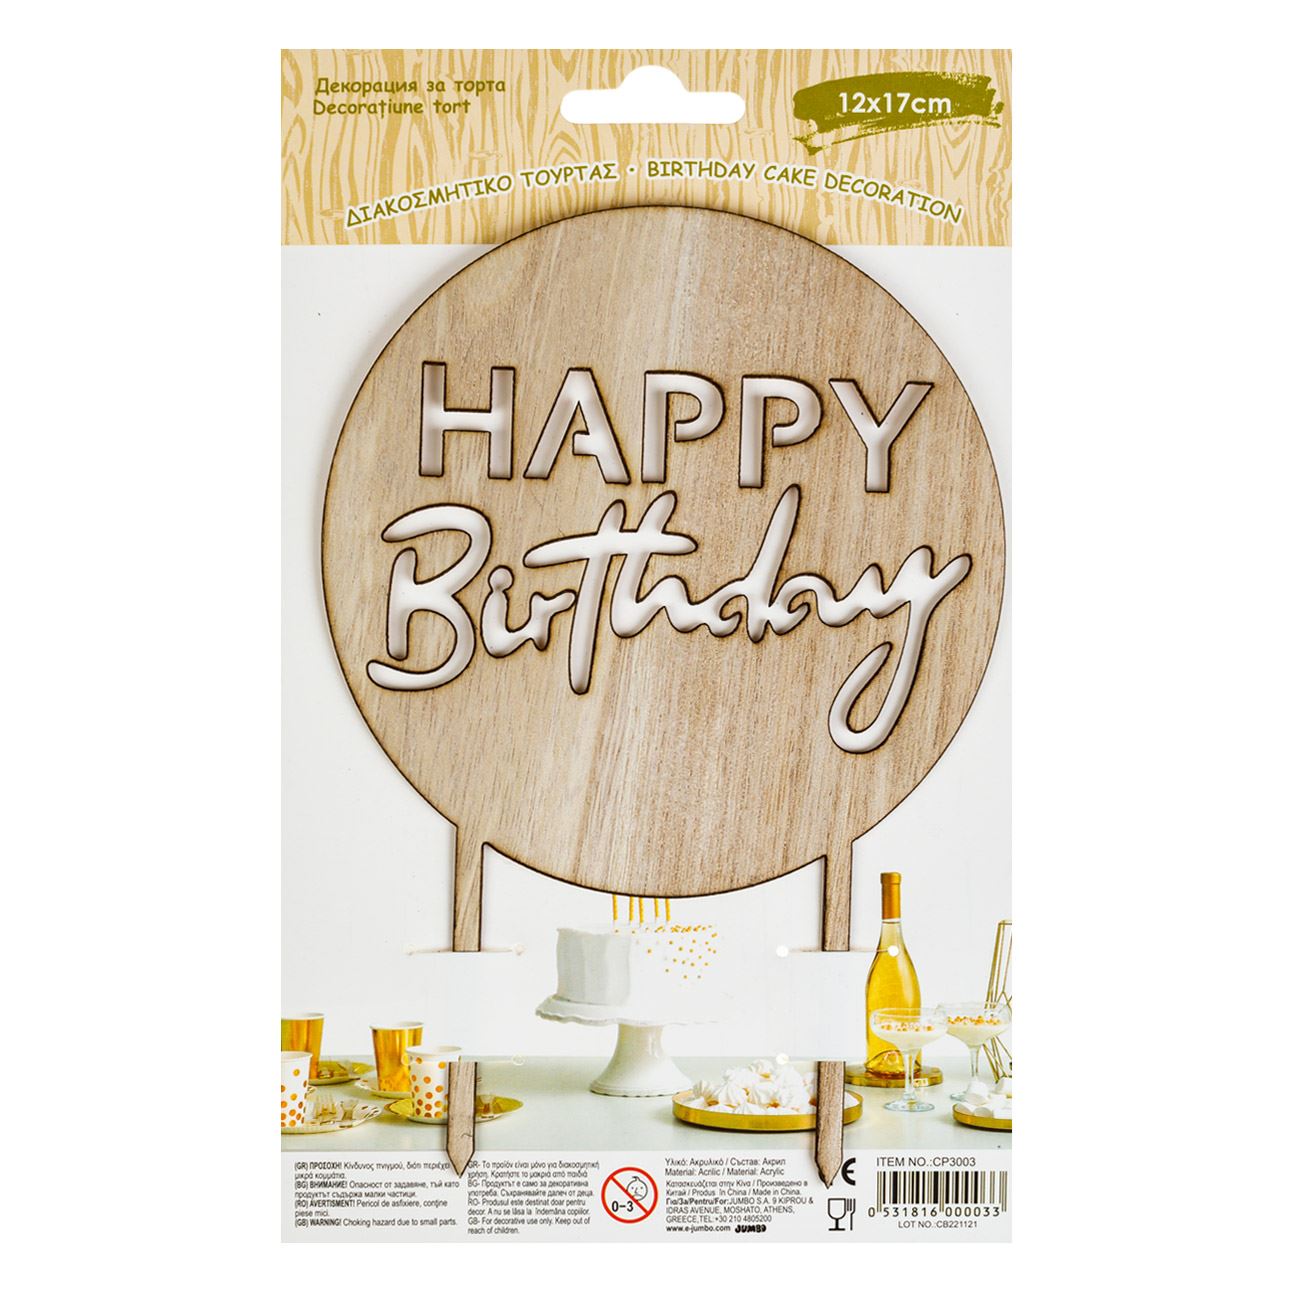 Декорация за торта
Decorațiune tort
12x17cm
ΔΙΑΚΟΣΜΗΤΙΚΟ ΤΟΥΡΤΑΣ • BIRTHDAY CAKE DECORATION
HAPPY
Birthday
(GR) ΠΡΟΣΟΧΗ! Κίνδυνος πνιγμού, διότι περιέχει
μικρά κομμάτια.
(BG) ВНИМАНИЕ! Опасност от задавяне, тъй като
продуктът съдържа малки частици.
(RO) AVERTISMENT! Pericol de asfixiere, conține
piese mici.
(GB) WARNING! Choking hazard due to small parts.
GR- Το προϊόν είναι μόνο για διακοσμητική
χρήση. Κρατήστε το μακριά από παιδιά
BG- Продуктът е само за декоративна
употреба. Съхранявайте далеч от деца.
RO- Produsul este destinat doar pentru
decor. A nu se lăsa la îndemâna copiilor.
GB- For decorative use only. Keep out of
reach of children.
0-3
Υλικό: Ακρυλικό / Състав: Акрил
Material: Acrilic / Material: Acrylic
Κατασκευάζεται στην Κίνα / Произведено в
Китай / Produs în China / Made in China.
Για/За/Pentru/For: JUMBO S.A. 9 KIPROU &
IDRAS AVENUE, MOSHATO, ATHENS,
GREECE,TEL:+30 210 4805200
www.e-jumbo.com JUMBO
CE
ITEM NO.:CP3003
0 531816 000033
LOT NO.:CB221121